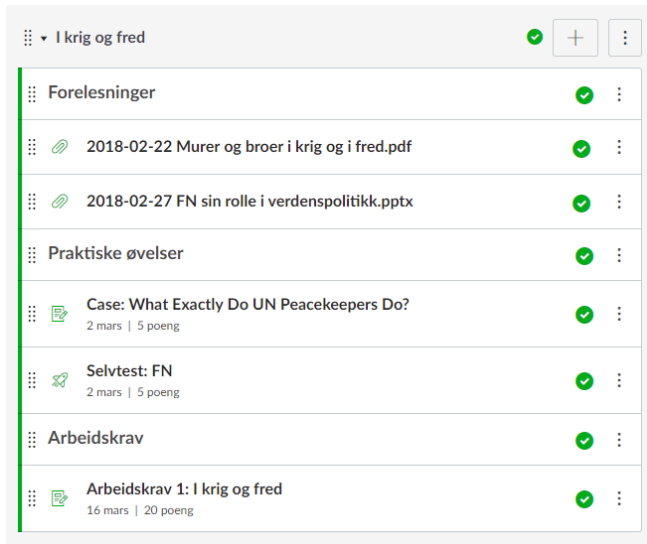 I krig og fred
Forelesninger
2018-02-22 Murer og broer i krig og i fred.pdf
2018-02-27 FN sin rolle i verdenspolitikk.pptx
Praktiske øvelser
Case: What Exactly Do UN Peacekeepers Do?
2 mars | 5 poeng
Selvtest: FN
2 mars | 5 poeng
Arbeidskrav
Arbeidskrav 1: I krig og fred
16 mars | 20 poeng